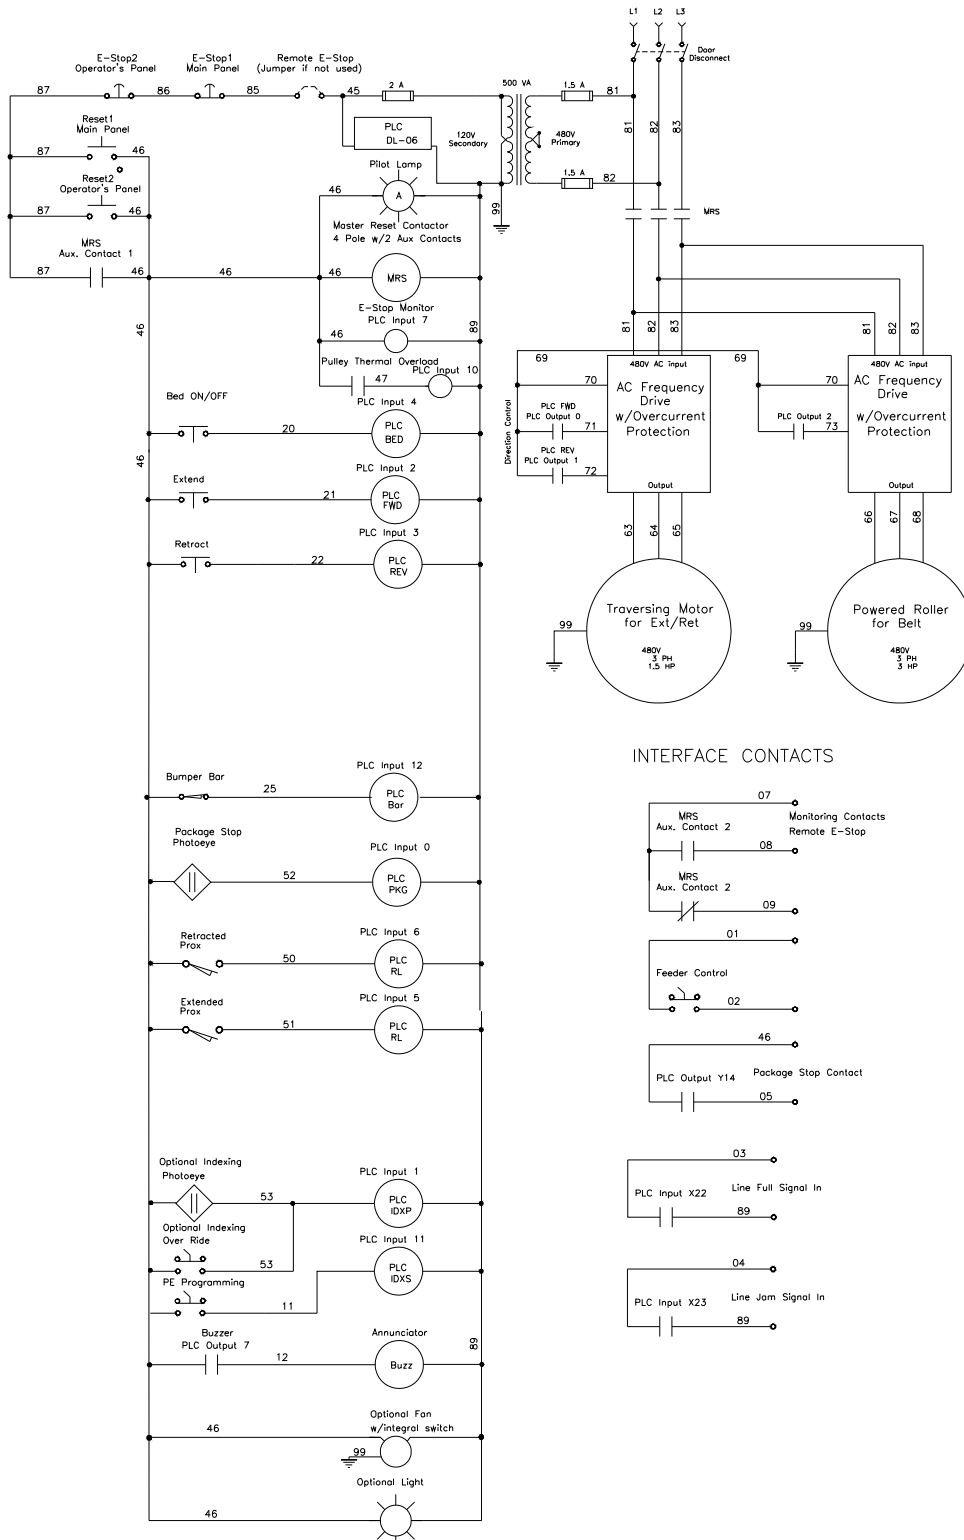 L1 L2 L3
Door
Disconnect
E-Stop2
Operator's Panel
E-Stop1
Main Panel
Remote E-Stop
(Jumper if not used)
500 VA
87
86
85
45
2 A
1.5 A
81
Reset1
Main Panel
PLC
DL-06
120V
Secondary
480V
Primary
81
82
83
87
46
Reset2
Operator's Panel
Pilot Lamp
1.5 A
82
87
46
46
A
99
MRS
Master Reset Contactor
4 Pole w/2 Aux Contacts
MRS
Aux. Contact 1
87
46
46
46
MRS
E-Stop Monitor
PLC Input 7
46
46
89
81
82
83
81
82
83
Pulley Thermal Overload
47
PLC Input 10
69
69
480V AC input
AC Frequency
Drive
w/Overcurrent
Protection
Output
70
PLC FWD
PLC Output 0
71
PLC REV
PLC Output 1
72
Direction Control
480V AC input
AC Frequency
Drive
w/Overcurrent
Protection
Output
70
PLC Output 2
73
Bed ON/OFF
PLC Input 4
20
PLC
BED
46
Extend
PLC Input 2
21
PLC
FWD
Retract
PLC Input 3
22
PLC
REV
63
64
65
66
67
68
Traversing Motor
for Ext/Ret
480V
3 PH
1.5 HP
99
Powered Roller
for Belt
480V
3 PH
3 HP
99
INTERFACE CONTACTS
Bumper Bar
PLC Input 12
25
PLC
Bar
Package Stop
Photoeye
PLC Input 0
52
PLC
PKG
Retracted
Prox
PLC Input 6
50
PLC
RL
Extended
Prox
PLC Input 5
51
PLC
RL
07
MRS
Aux. Contact 2
Monitoring Contacts
Remote E-Stop
08
MRS
Aux. Contact 2
09
01
Feeder Control
02
46
PLC Output Y14
Package Stop Contact
05
03
PLC Input X22
Line Full Signal In
89
04
PLC Input X23
Line Jam Signal In
89
Optional Indexing
Photoeye
PLC Input 1
53
PLC
IDXP
Optional Indexing
Over Ride
53
PLC Input 11
PLC
IDXS
PE Programming
11
Buzzer
PLC Output 7
12
Annunciator
Buzz
89
Optional Fan
w/integral switch
46
99
Optional Light
46